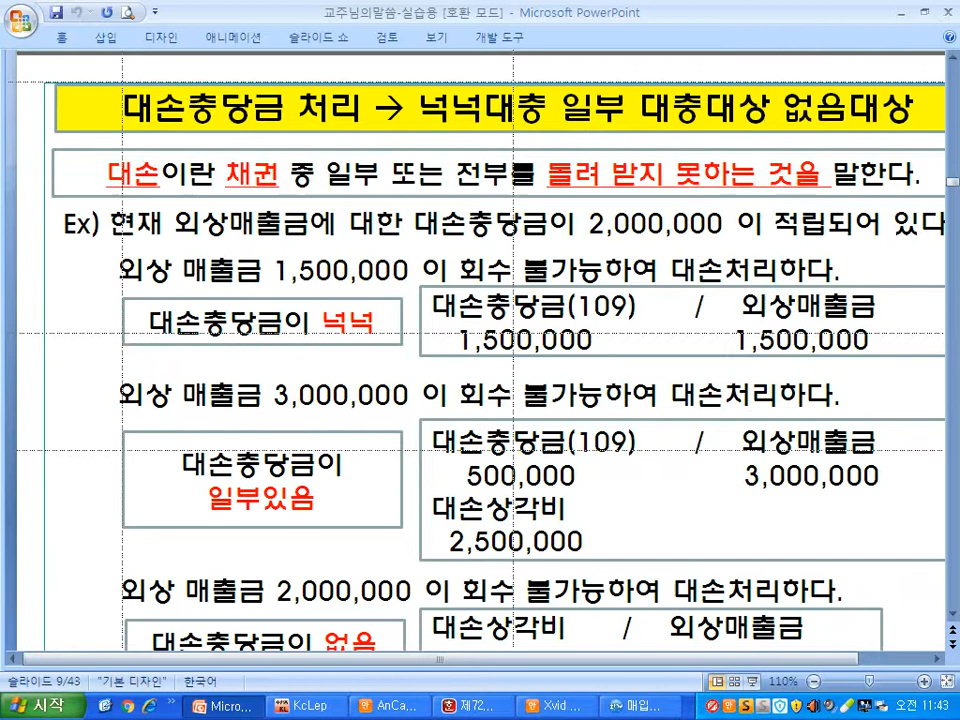 교주님의말씀-실습용 [호환 모드] - Microsoft PowerPoint
홈 삽입 디자인 애니메이션 슬라이드 쇼 검토 보기 개발 도구
대손충당금 처리 → 넉넉대충 일부 대충대상 없음대상
대손이란 채권 중 일부 또는 전부를 돌려 받지 못하는 것을 말한다.
Ex) 현재 외상매출금에 대한 대손충당금이 2,000,000 이 적립되어 있다
외상 매출금 1,500,000 이 회수 불가능하여 대손처리하다.
대손충당금이 넉넉
대손충당금(109) / 외상매출금
1,500,000 1,500,000
외상 매출금 3,000,000 이 회수 불가능하여 대손처리하다.
대손충당금이
일부있음
대손충당금(109) / 외상매출금
500,000 3,000,000
대손상각비
2,500,000
외상 매출금 2,000,000 이 회수 불가능하여 대손처리하다.
대손충당금이 없음
대손상각비 / 외상매출금
슬라이드 9/43 "기본 디자인" 한국어 110%
시작 Micro,... KcLep AnCa... 제72... Xvid ... 매입,... 오전 11:43